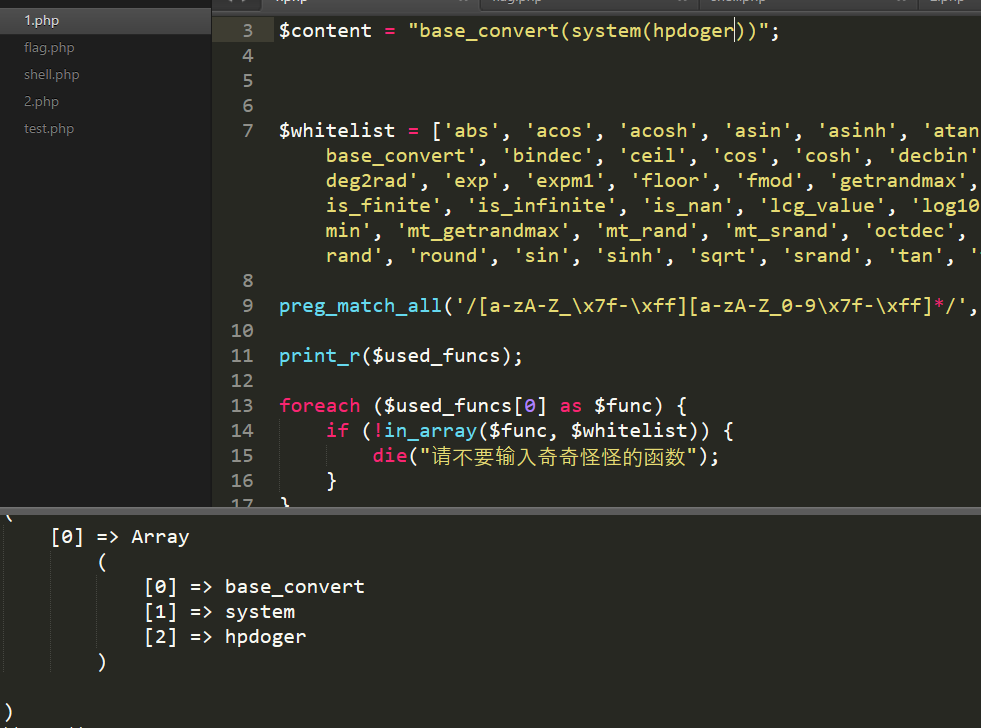 1.php
flag.php
shell.php
2.php
test.php
3 $content = "base_convert(system(hpdoger))";
4
5
6
7 $whitelist = ['abs', 'acos', 'acosh', 'asin', 'asinh', 'atan
base_convert', 'bindec', 'ceil', 'cos', 'cosh', 'decbin'
deg2rad', 'exp', 'expm1', 'floor', 'fmod', 'getrandmax',
is_finite', 'is_infinite', 'is_nan', 'lcg_value', 'log10
min', 'mt_getrandmax', 'mt_rand', 'mt_srand', 'octdec',
rand', 'round', 'sin', 'sinh', 'sqrt', 'srand', 'tan', '
8
9 preg_match_all('/[a-zA-Z_\x7f-\xff][a-zA-Z_0-9\x7f-\xff]*/',
10
11 print_r($used_funcs);
12
13 foreach ($used_funcs[0] as $func) {
14 if (!in_array($func, $whitelist)) {
15 die("请不要输入奇奇怪怪的函数");
16 }
17 }
(
[0] => Array
(
[0] => base_convert
[1] => system
[2] => hpdoger
)
)